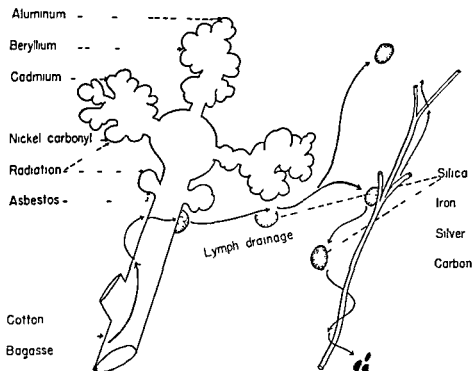 Aluminum
Beryllium
Cadmium
Nickel carbonyl
Radiation
Asbestos
Cotton
Bagasse
Lymph drainage
Silica
Iron
Silver
Carbon